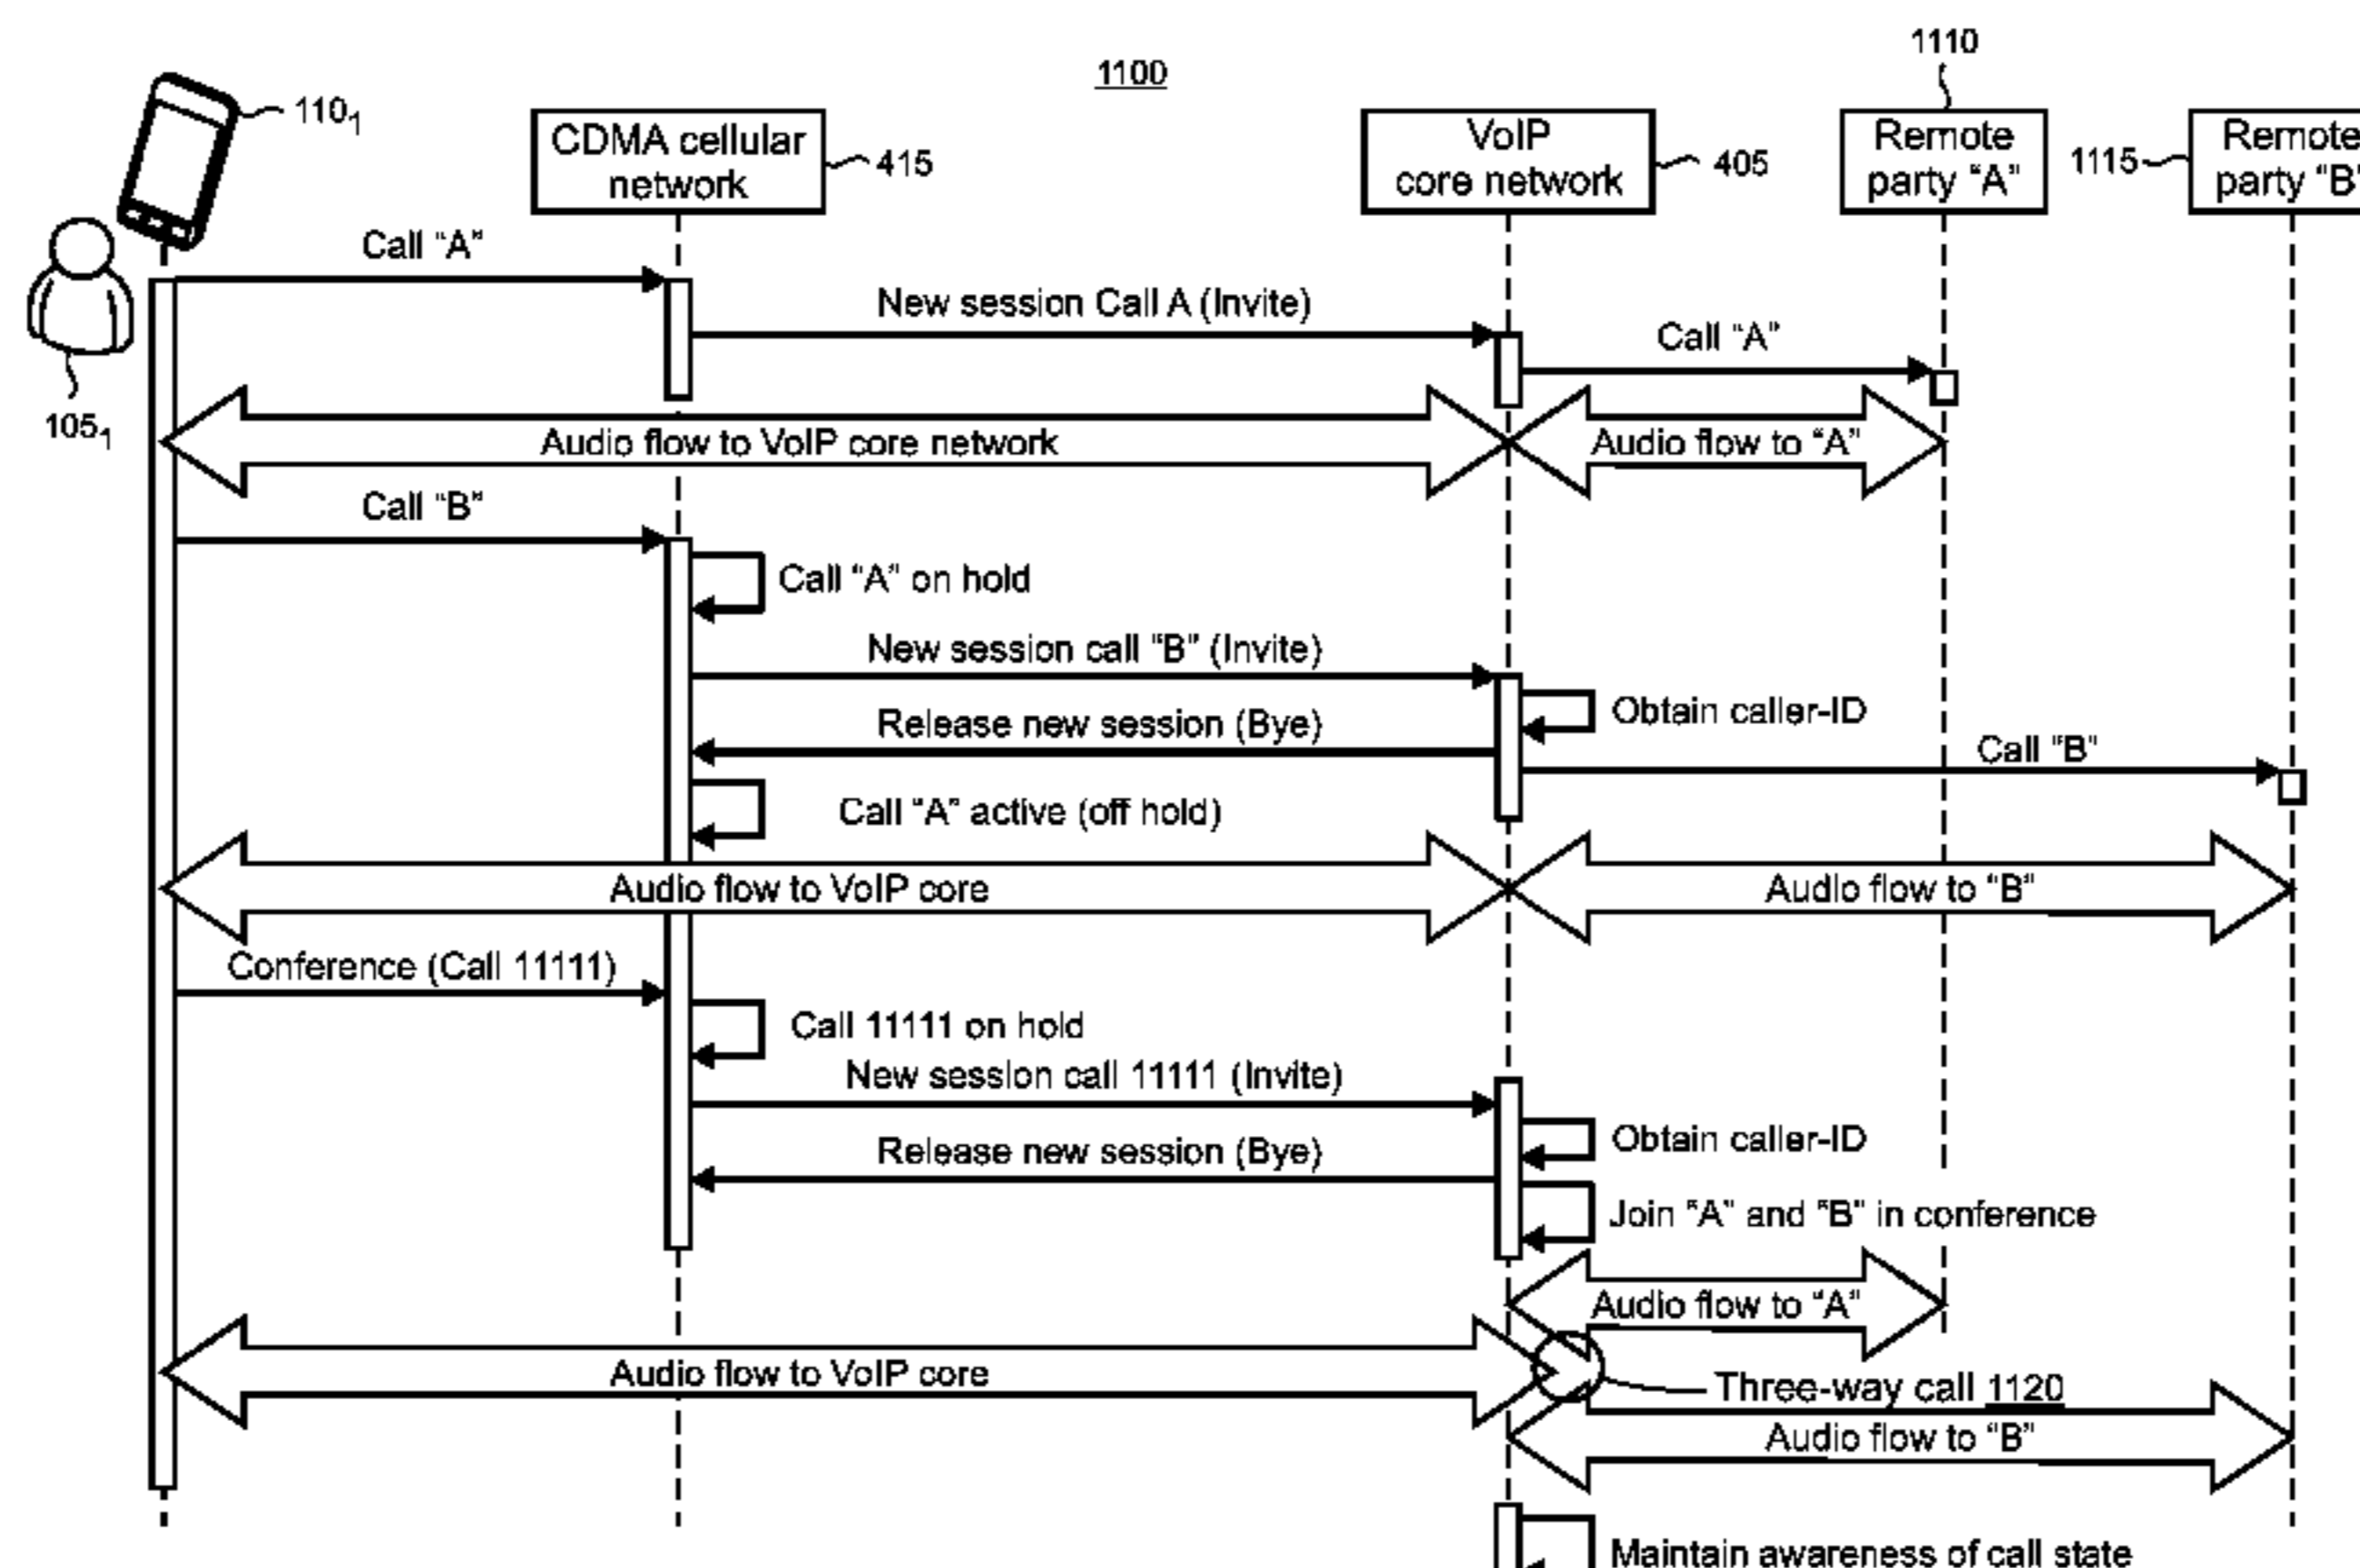 1100
1110
110₁
CDMA cellular
network
415
VoIP
core network
405
Remote
party “A”
1115
Remote
party “B”
105₁
Call “A”
New session Call A (Invite)
Call “A”
Audio flow to VoIP core network
Audio flow to “A”
Call “B”
Call “A” on hold
New session call “B” (Invite)
Obtain caller-ID
Release new session (Bye)
Call “B”
Call “A” active (off hold)
Audio flow to VoIP core
Audio flow to “B”
Conference (Call 11111)
Call 11111 on hold
New session call 11111 (Invite)
Obtain caller-ID
Release new session (Bye)
Join “A” and “B” in conference
Audio flow to “A”
Audio flow to VoIP core
Three-way call 1120
Audio flow to “B”
Maintain awareness of call state